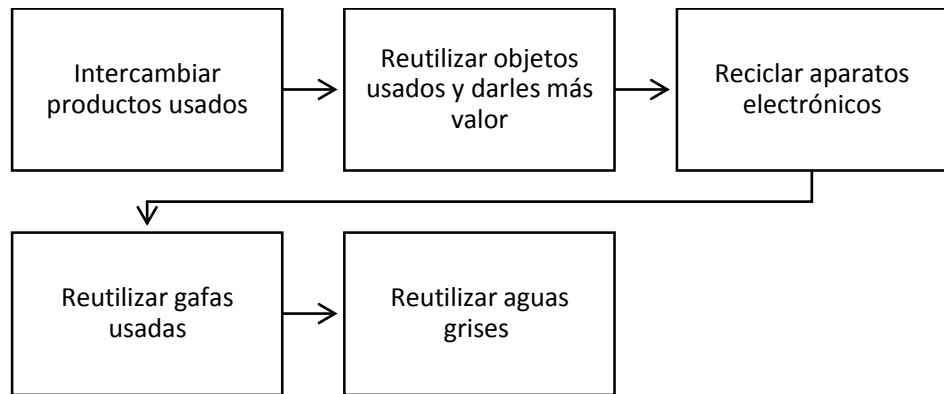 Intercambiar
productos usados
Reutilizar objetos
usados y darles más
valor
Reciclar aparatos
electrónicos
Reutilizar gafas
usadas
Reutilizar aguas
grises